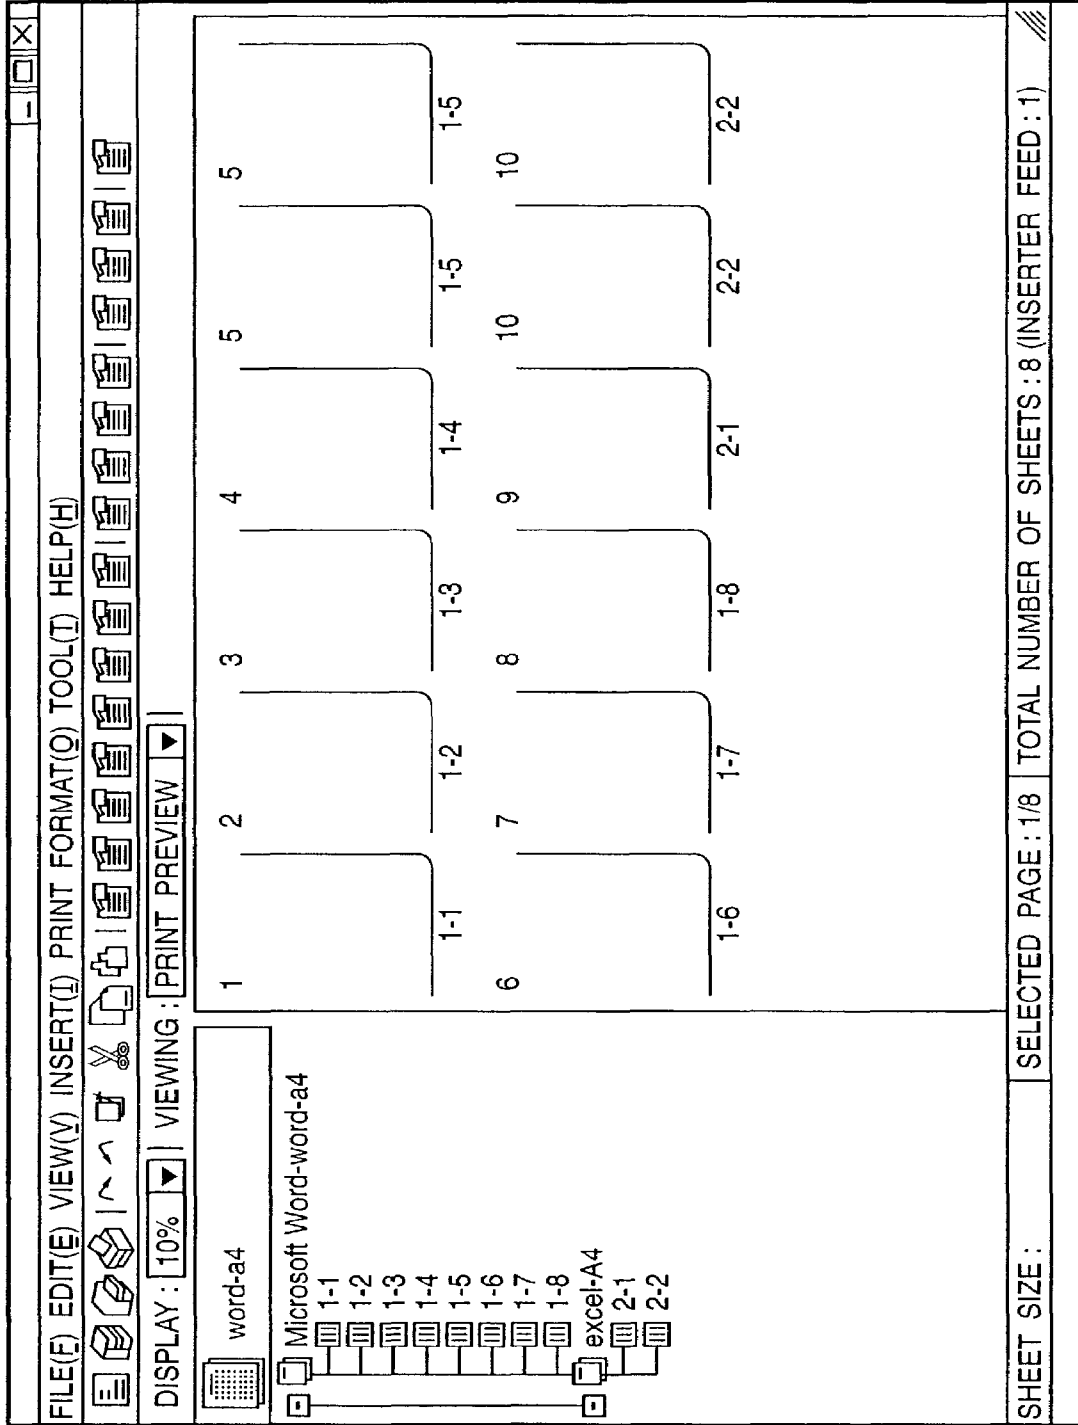 FILE(F) EDIT(E) VIEW(V) INSERT(I) PRINT FORMAT(O) TOOL(T) HELP(H)
DISPLAY : 10% VIEWING : PRINT PREVIEW
word-a4
Microsoft Word-word-a4
1-1
1-2
1-3
1-4
1-5
1-6
1-7
1-8
excel-A4
2-1
2-2
1 2 3 4 5 5
1-1 1-2 1-3 1-4 1-5 1-5
6 7 8 9 10 10
1-6 1-7 1-8 2-1 2-2 2-2
SHEET SIZE : SELECTED PAGE : 1/8 TOTAL NUMBER OF SHEETS : 8 (INSERTER FEED : 1)